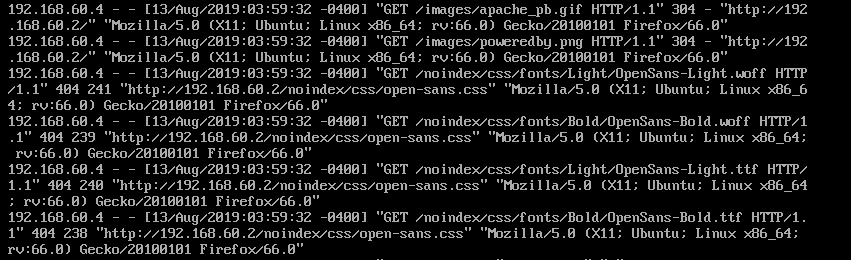 192.168.60.4 - - [13/Aug/2019:03:59:32 -0400] "GET /images/apache_pb.gif HTTP/1.1" 304 - "http://192
.168.60.2/" "Mozilla/5.0 (X11; Ubuntu; Linux x86_64; rv:66.0) Gecko/20100101 Firefox/66.0"
192.168.60.4 - - [13/Aug/2019:03:59:32 -0400] "GET /images/poweredby.png HTTP/1.1" 304 - "http://192
.168.60.2/" "Mozilla/5.0 (X11; Ubuntu; Linux x86_64; rv:66.0) Gecko/20100101 Firefox/66.0"
192.168.60.4 - - [13/Aug/2019:03:59:32 -0400] "GET /noindex/css/fonts/Light/OpenSans-Light.woff HTTP
/1.1" 404 241 "http://192.168.60.2/noindex/css/open-sans.css" "Mozilla/5.0 (X11; Ubuntu; Linux x86_6
4; rv:66.0) Gecko/20100101 Firefox/66.0"
192.168.60.4 - - [13/Aug/2019:03:59:32 -0400] "GET /noindex/css/fonts/Bold/OpenSans-Bold.woff HTTP/1
.1" 404 239 "http://192.168.60.2/noindex/css/open-sans.css" "Mozilla/5.0 (X11; Ubuntu; Linux x86_64;
 rv:66.0) Gecko/20100101 Firefox/66.0"
192.168.60.4 - - [13/Aug/2019:03:59:32 -0400] "GET /noindex/css/fonts/Light/OpenSans-Light.ttf HTTP/
1.1" 404 240 "http://192.168.60.2/noindex/css/open-sans.css" "Mozilla/5.0 (X11; Ubuntu; Linux x86_64
; rv:66.0) Gecko/20100101 Firefox/66.0"
192.168.60.4 - - [13/Aug/2019:03:59:32 -0400] "GET /noindex/css/fonts/Bold/OpenSans-Bold.ttf HTTP/1.
1" 404 238 "http://192.168.60.2/noindex/css/open-sans.css" "Mozilla/5.0 (X11; Ubuntu; Linux x86_64; 
rv:66.0) Gecko/20100101 Firefox/66.0"